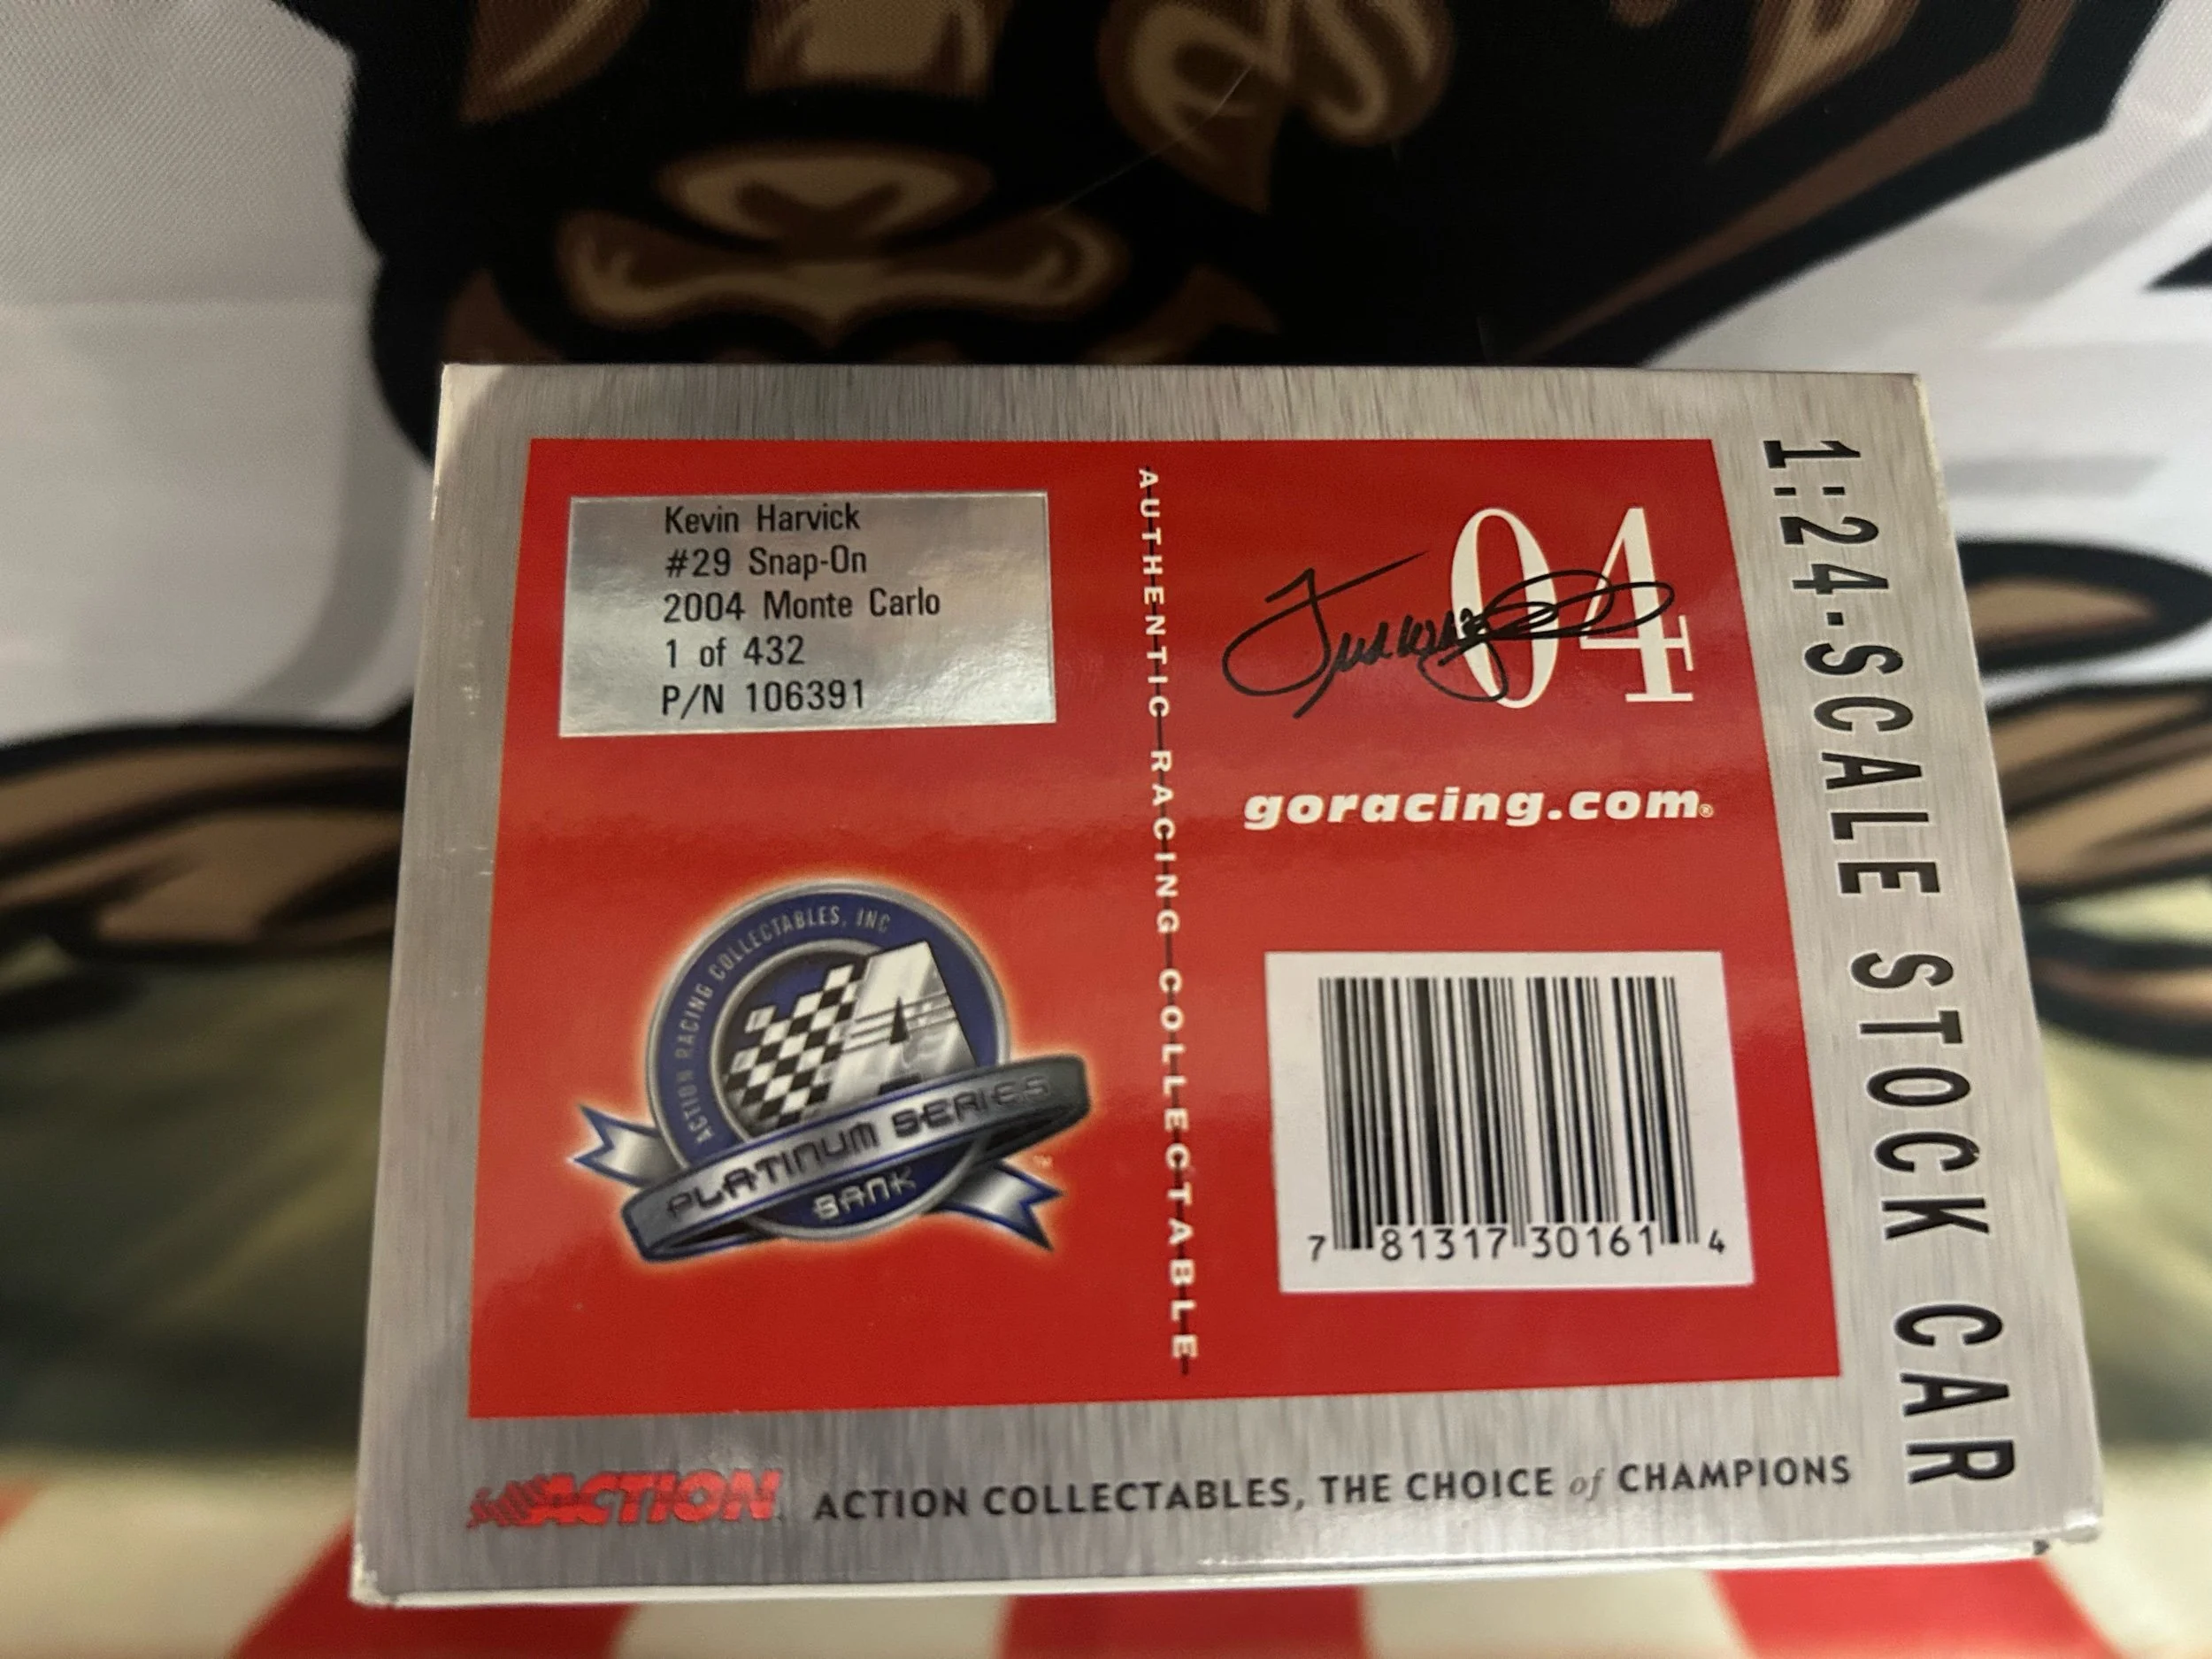 Kevin Harvick
#29 Snap-On
2004 Monte Carlo
1 of 432
P/N 106391
AUTHENTIC RACING COLLECTABLE
04
goracing.com®
1:24-SCALE STOCK CAR
ACTION RACING COLLECTABLES, INC
PLATINUM SERIES
BANK
TM
7 81317 30161 4
ACTION
ACTION COLLECTABLES, THE CHOICE of CHAMPIONS